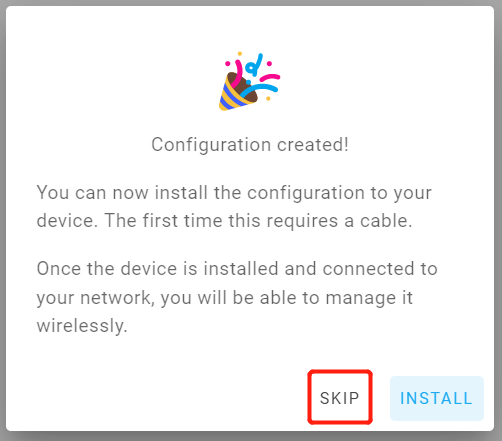 Configuration created!
You can now install the configuration to your
device. The first time this requires a cable.
Once the device is installed and connected to
your network, you will be able to manage it
wirelessly.
SKIP INSTALL